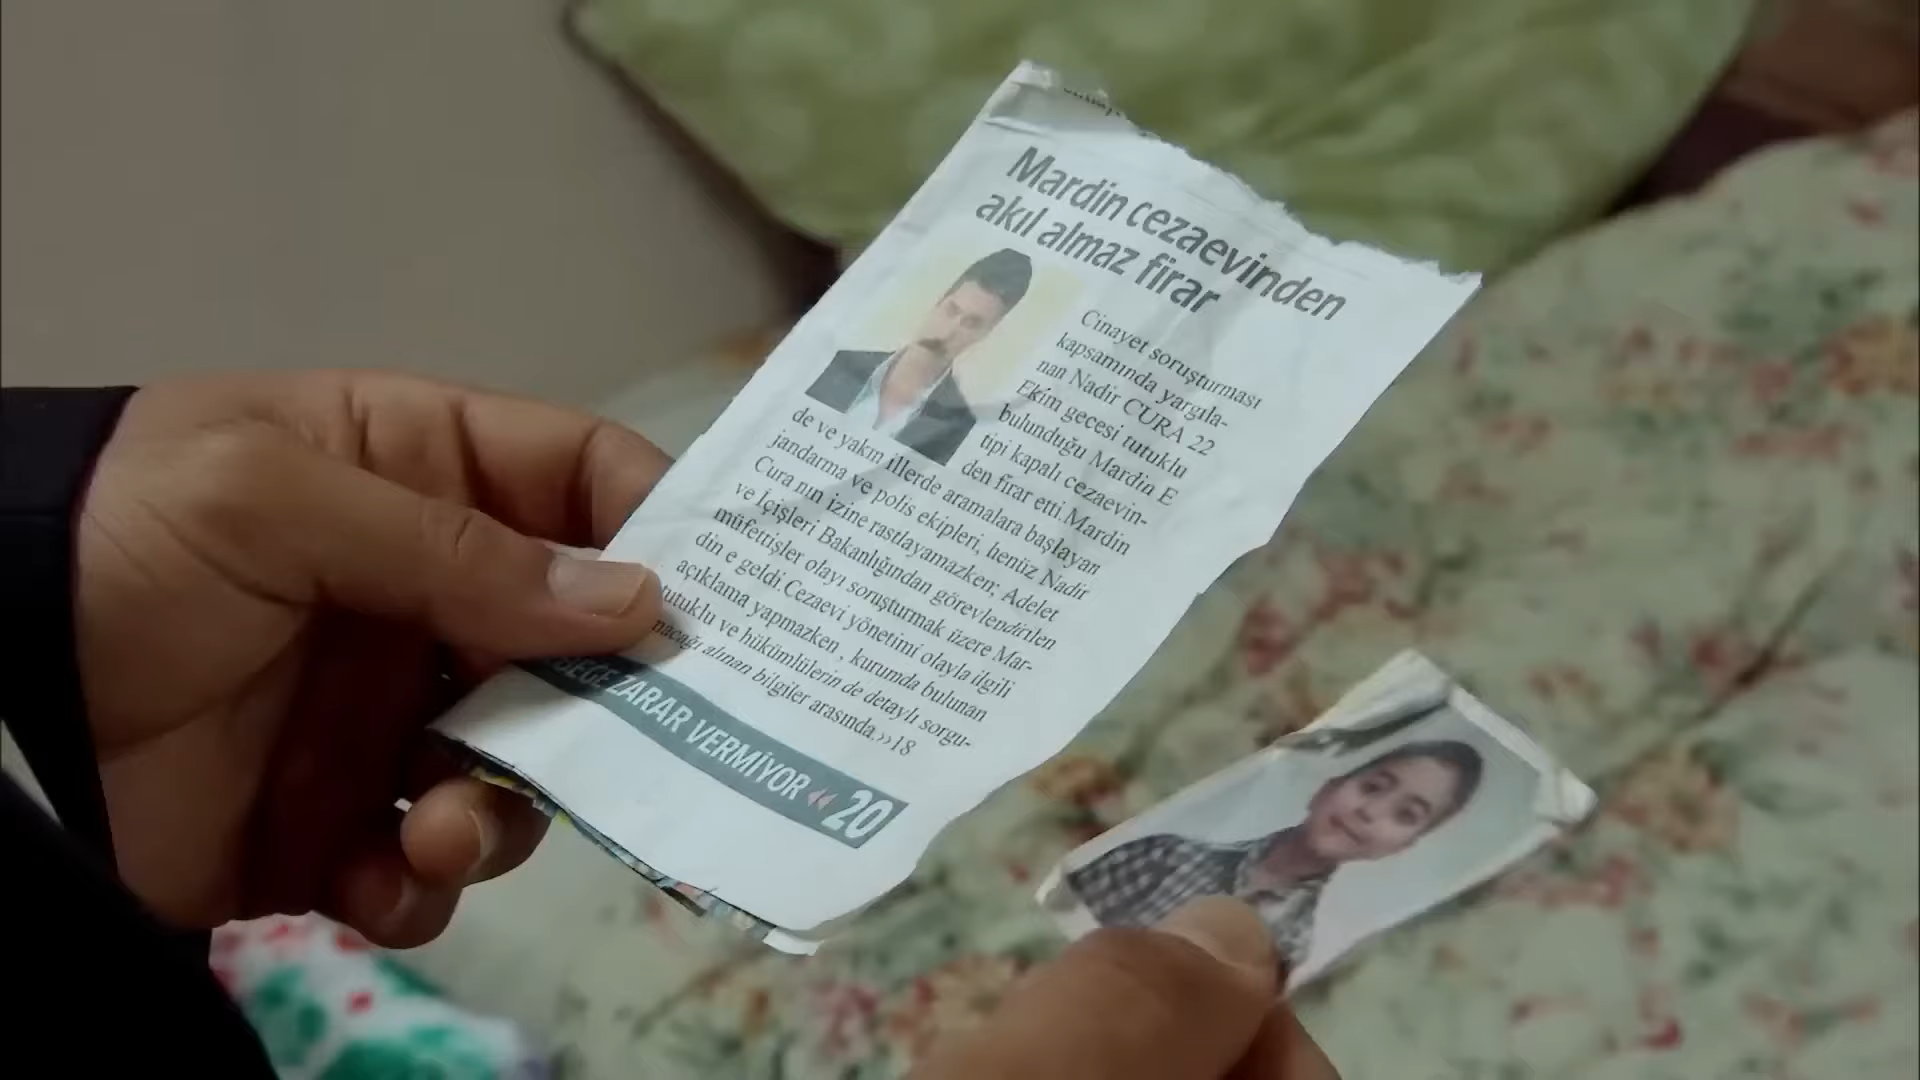 Mardin cezaevinden
akıl almaz firar
Cinayet soruşturması
kapsamında yargıla-
nan Nadir CURA 22
Ekim gecesi tutuklu
bulunduğu Mardin E
tipi kapalı cezaevin-
den firar etti.Mardin
de ve yakın illerde aramalara başlayan
jandarma ve polis ekipleri, henüz Nadir
Cura nın izine rastlayamazken; Adelet
ve İçişleri Bakanlığından görevlendirilen
müfettişler olayı soruşturmak üzere Mar-
din e geldi.Cezaevi yönetimi olayla ilgili
açıklama yapmazken , kurumda bulunan
tutuklu ve hükümlülerin de detaylı sorgu-
nacağı alınan bilgiler arasında.››18
ZARAR VERMİYOR ‹‹ 20